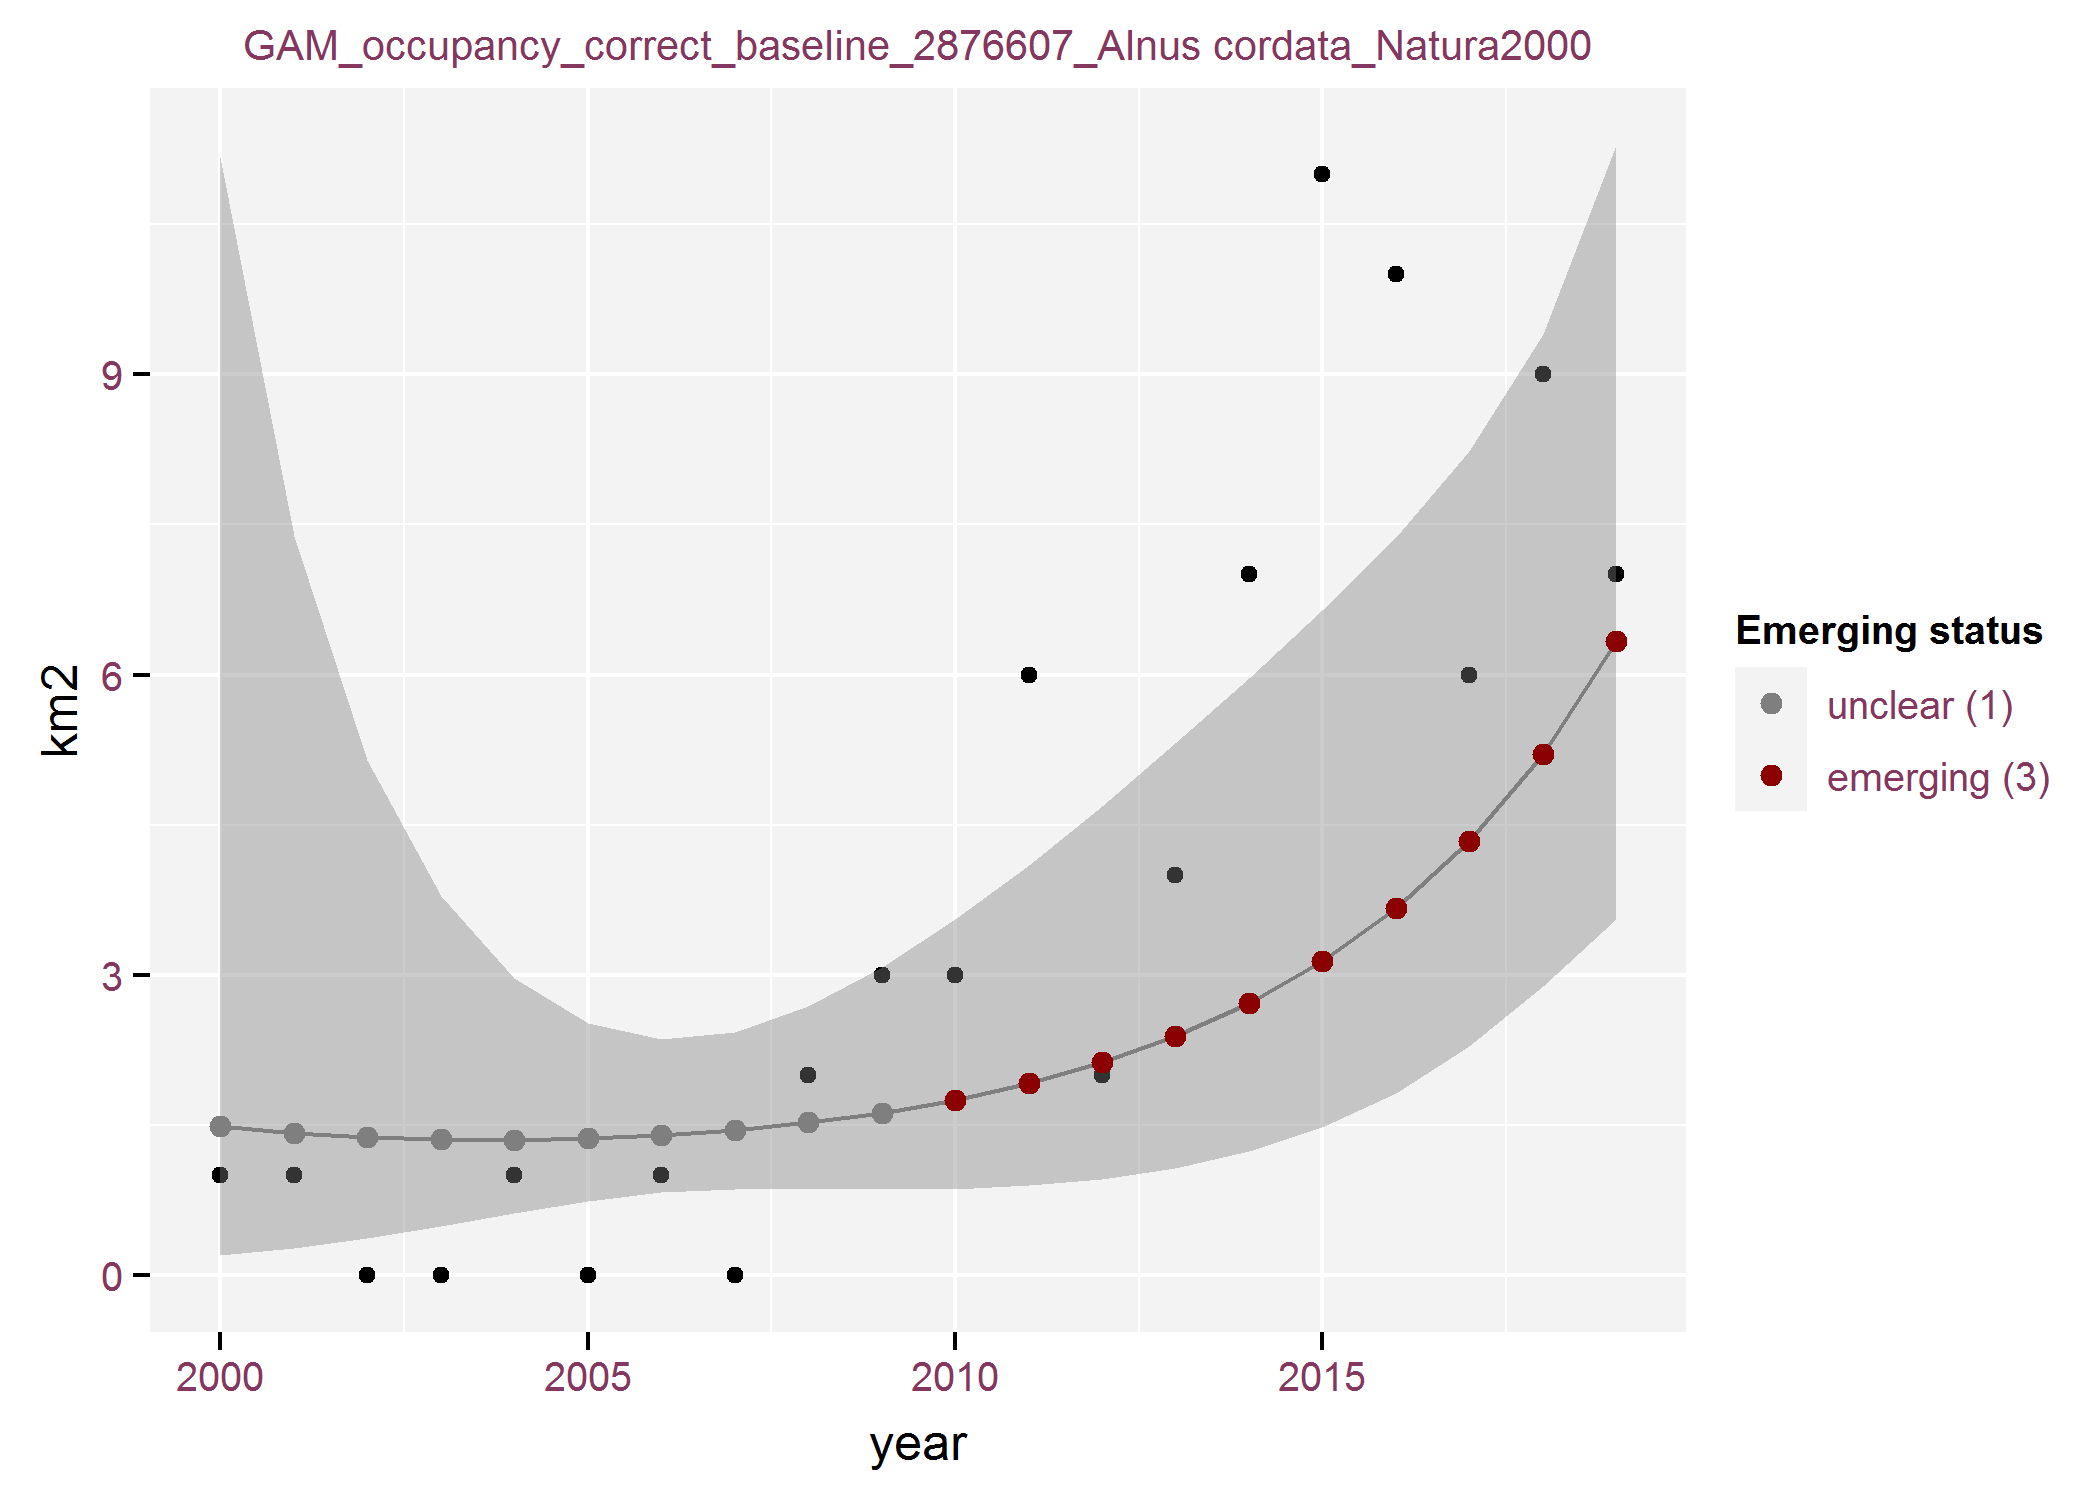 GAM_occupancy_correct_baseline_2876607_Alnus cordata_Natura2000
km2
9
6
3
0
2000
2005
2010
2015
year
Emerging status
unclear (1)
emerging (3)